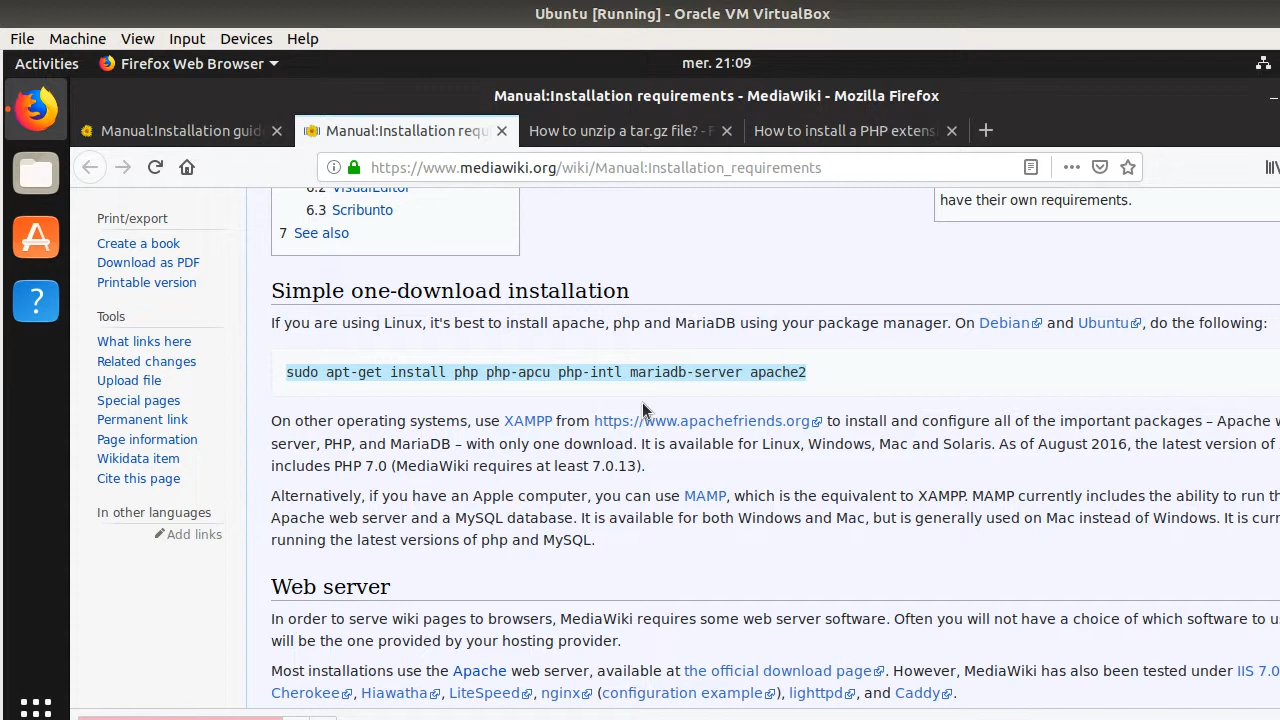 Ubuntu [Running] - Oracle VM VirtualBox
File Machine View Input Devices Help
Activities Firefox Web Browser mer. 21:09
Manual:Installation requirements - MediaWiki - Mozilla Firefox
Manual:Installation guid Manual:Installation requ How to unzip a tar.gz file? - F How to install a PHP extens
https://www.mediawiki.org/wiki/Manual:Installation_requirements
6.2 VisualEditor
6.3 Scribunto
7 See also
have their own requirements.
Print/export
Create a book
Download as PDF
Printable version
Tools
What links here
Related changes
Upload file
Special pages
Permanent link
Page information
Wikidata item
Cite this page
In other languages
Add links
Simple one-download installation
If you are using Linux, it's best to install apache, php and MariaDB using your package manager. On Debian and Ubuntu, do the following:
sudo apt-get install php php-apcu php-intl mariadb-server apache2
On other operating systems, use XAMPP from https://www.apachefriends.org to install and configure all of the important packages – Apache w
server, PHP, and MariaDB – with only one download. It is available for Linux, Windows, Mac and Solaris. As of August 2016, the latest version of
includes PHP 7.0 (MediaWiki requires at least 7.0.13).
Alternatively, if you have an Apple computer, you can use MAMP, which is the equivalent to XAMPP. MAMP currently includes the ability to run th
Apache web server and a MySQL database. It is available for both Windows and Mac, but is generally used on Mac instead of Windows. It is curr
running the latest versions of php and MySQL.
Web server
In order to serve wiki pages to browsers, MediaWiki requires some web server software. Often you will not have a choice of which software to us
will be the one provided by your hosting provider.
Most installations use the Apache web server, available at the official download page. However, MediaWiki has also been tested under IIS 7.0
Cherokee, Hiawatha, LiteSpeed, nginx (configuration example), lighttpd, and Caddy.